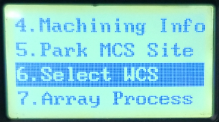 4.Machining Info
5.Park MCS Site
6.Select WCS
7.Array Process